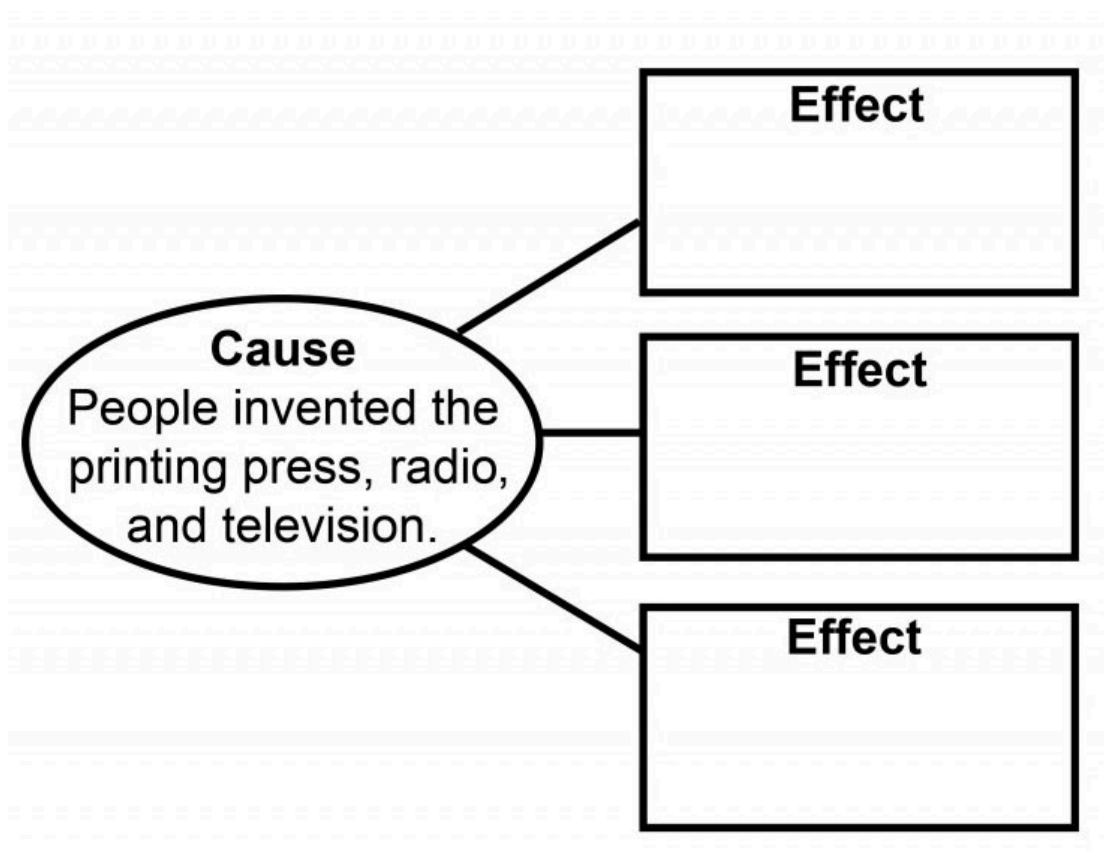 Effect
Cause
People invented the
printing press, radio,
and television.
Effect
Effect